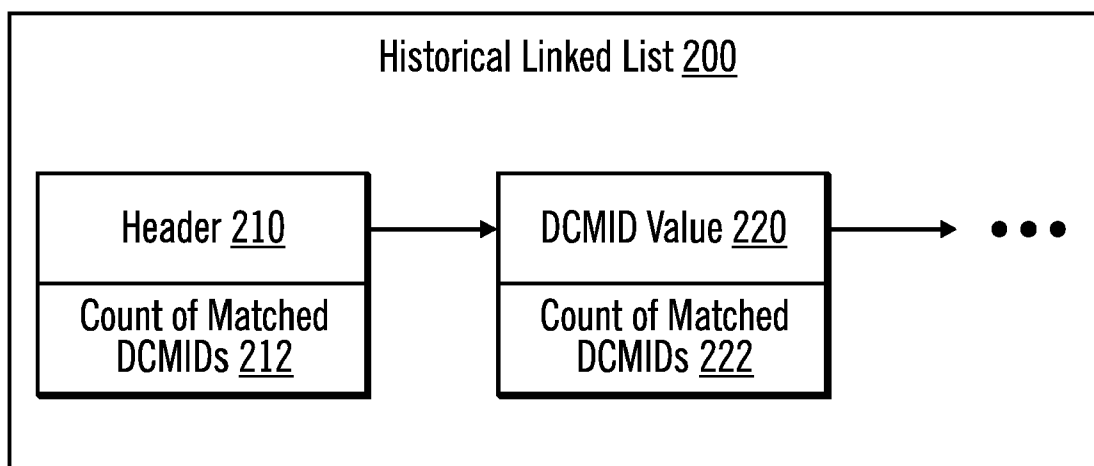 Historical Linked List 200
Header 210
Count of Matched
DCMIDs 212
DCMID Value 220
Count of Matched
DCMIDs 222